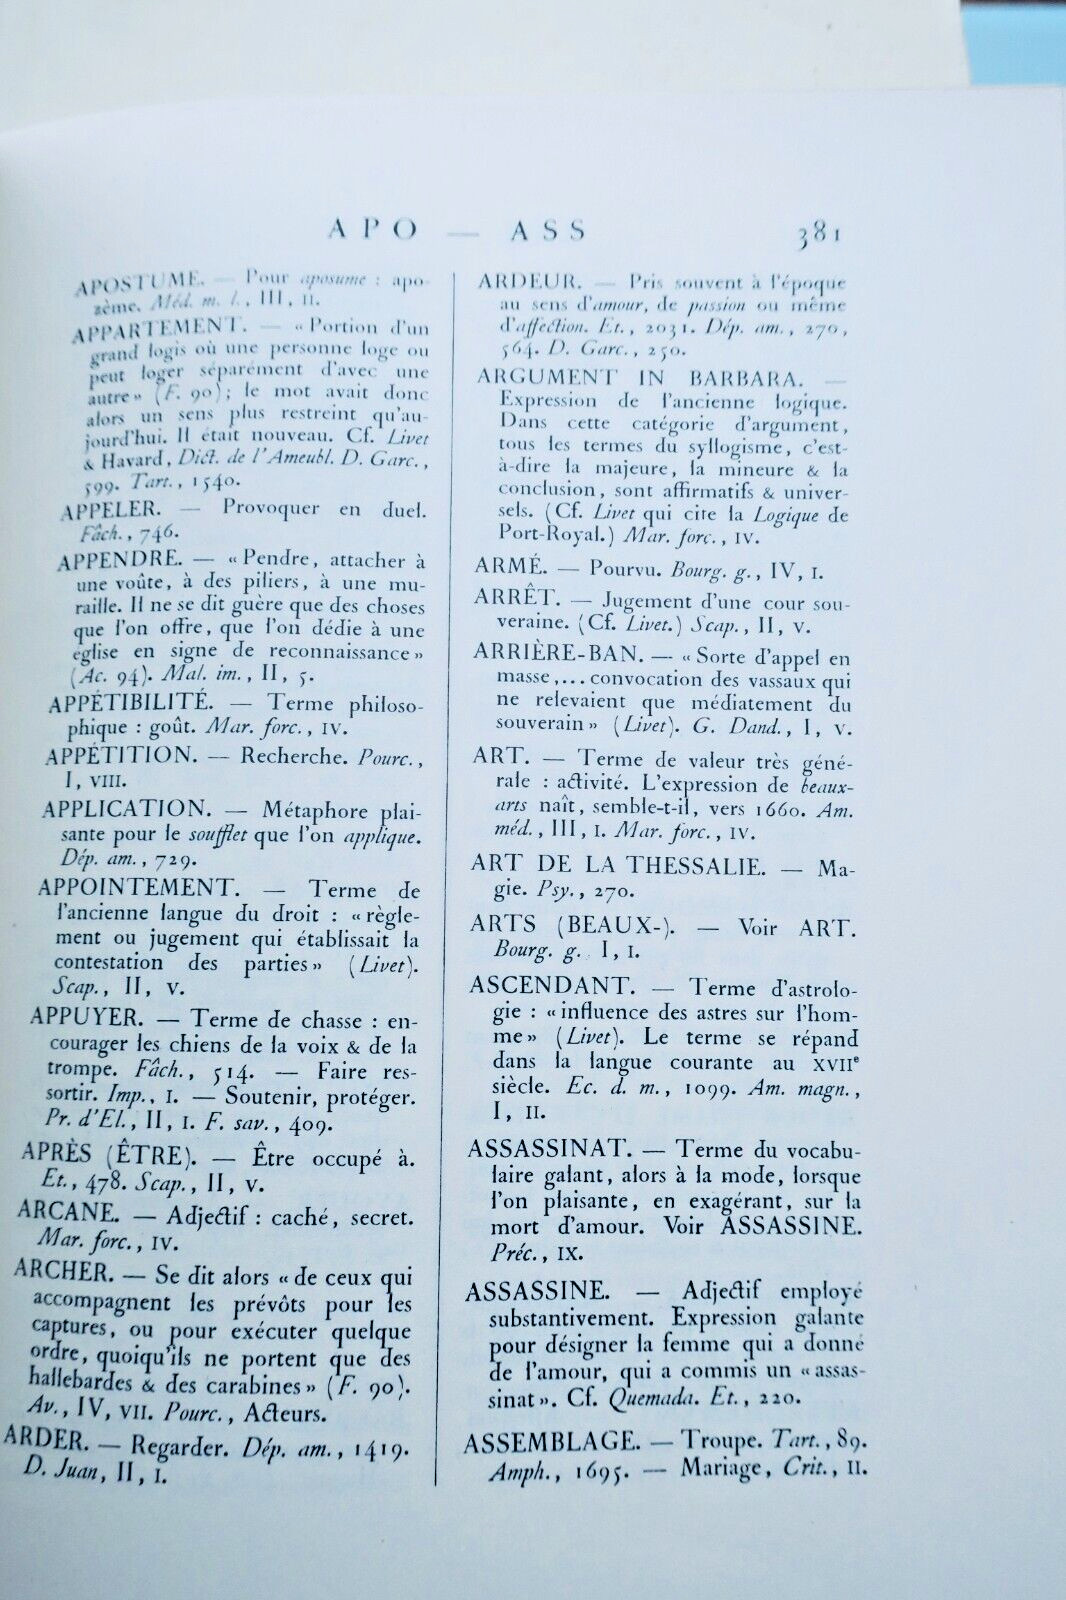 APO — ASS
381
APOSTUME. — Pour aposume : apo-
zème. Méd. m. l., III, II.
APPARTEMENT. — « Portion d'un
grand logis où une personne loge ou
peut loger séparément d'avec une
autre» (F. 90); le mot avait donc
alors un sens plus restreint qu'au-
jourd'hui. Il était nouveau. Cf. Livet
& Havard, Dict. de l'Ameubl. D. Garc.,
599. Tart., 1540.
APPELER. — Provoquer en duel.
Fâch., 746.
APPENDRE. — «Pendre, attacher à
une voûte, à des piliers, à une mu-
raille. Il ne se dit guère que des choses
que l'on offre, que l'on dédie à une
église en signe de reconnaissance»
(Ac. 94). Mal. im., II, 5.
APPÉTIBILITÉ. — Terme philoso-
phique : goût. Mar. forc., IV.
APPÉTITION. — Recherche. Pourc.,
I, VIII.
APPLICATION. — Métaphore plai-
sante pour le soufflet que l'on applique.
Dép. am., 729.
APPOINTEMENT. — Terme de
l'ancienne langue du droit : «règle-
ment ou jugement qui établissait la
contestation des parties» (Livet).
Scap., II, V.
APPUYER. — Terme de chasse : en-
courager les chiens de la voix & de la
trompe. Fâch., 514. — Faire res-
sortir. Imp., I. — Soutenir, protéger.
Pr. d'El., II, I. F. sav., 409.
APRÈS (ÊTRE). — Être occupé à.
Et., 478. Scap., II, V.
ARCANE. — Adjectif : caché, secret.
Mar. forc., IV.
ARCHER. — Se dit alors « de ceux qui
accompagnent les prévôts pour les
captures, ou pour exécuter quelque
ordre, quoiqu'ils ne portent que des
hallebardes & des carabines» (F. 90).
Av., IV, VII. Pourc., Acteurs.
ARDER. — Regarder. Dép. am., 1419.
D. Juan, II, I.
ARDEUR. — Pris souvent à l'époque
au sens d'amour, de passion ou même
d'affection. Et., 2031. Dép. am., 270,
564. D. Garc., 250.
ARGUMENT IN BARBARA. —
Expression de l'ancienne logique.
Dans cette catégorie d'argument,
tous les termes du syllogisme, c'est-
à-dire la majeure, la mineure & la
conclusion, sont affirmatifs & univer-
sels. (Cf. Livet qui cite la Logique de
Port-Royal.) Mar. forc., IV.
ARMÉ. — Pourvu. Bourg. g., IV, I.
ARRÊT. — Jugement d'une cour sou-
veraine. (Cf. Livet.) Scap., II, V.
ARRIÈRE-BAN. — «Sorte d'appel en
masse,... convocation des vassaux qui
ne relevaient que médiatement du
souverain» (Livet). G. Dand., I, V.
ART. — Terme de valeur très géné-
rale : activité. L'expression de beaux-
arts naît, semble-t-il, vers 1660. Am.
méd., III, I. Mar. forc., IV.
ART DE LA THESSALIE. — Ma-
gie. Psy., 270.
ARTS (BEAUX-). — Voir ART.
Bourg. g. I, I.
ASCENDANT. — Terme d'astrolo-
gie : «influence des astres sur l'hom-
me» (Livet). Le terme se répand
dans la langue courante au XVIIe
siècle. Ec. d. m., 1099. Am. magn.,
I, II.
ASSASSINAT. — Terme du vocabu-
laire galant, alors à la mode, lorsque
l'on plaisante, en exagérant, sur la
mort d'amour. Voir ASSASSINE.
Préc., IX.
ASSASSINE. — Adjectif employé
substantivement. Expression galante
pour désigner la femme qui a donné
de l'amour, qui a commis un «assas-
sinat». Cf. Quemada. Et., 220.
ASSEMBLAGE. — Troupe. Tart., 89.
Amph., 1695. — Mariage, Crit., II.